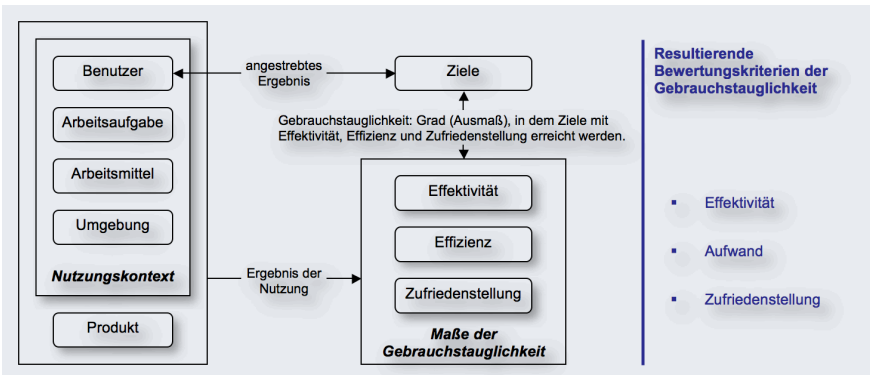 Benutzer
Arbeitsaufgabe
Arbeitsmittel
Umgebung
Nutzungskontext
Produkt
angestrebtes
Ergebnis
Ziele
Gebrauchstauglichkeit: Grad (Ausmaß), in dem Ziele mit
Effektivität, Effizienz und Zufriedenstellung erreicht werden.
Ergebnis der
Nutzung
Effektivität
Effizienz
Zufriedenstellung
Maße der
Gebrauchstauglichkeit
Resultierende
Bewertungskriterien der
Gebrauchstauglichkeit
▪ Effektivität
▪ Aufwand
▪ Zufriedenstellung